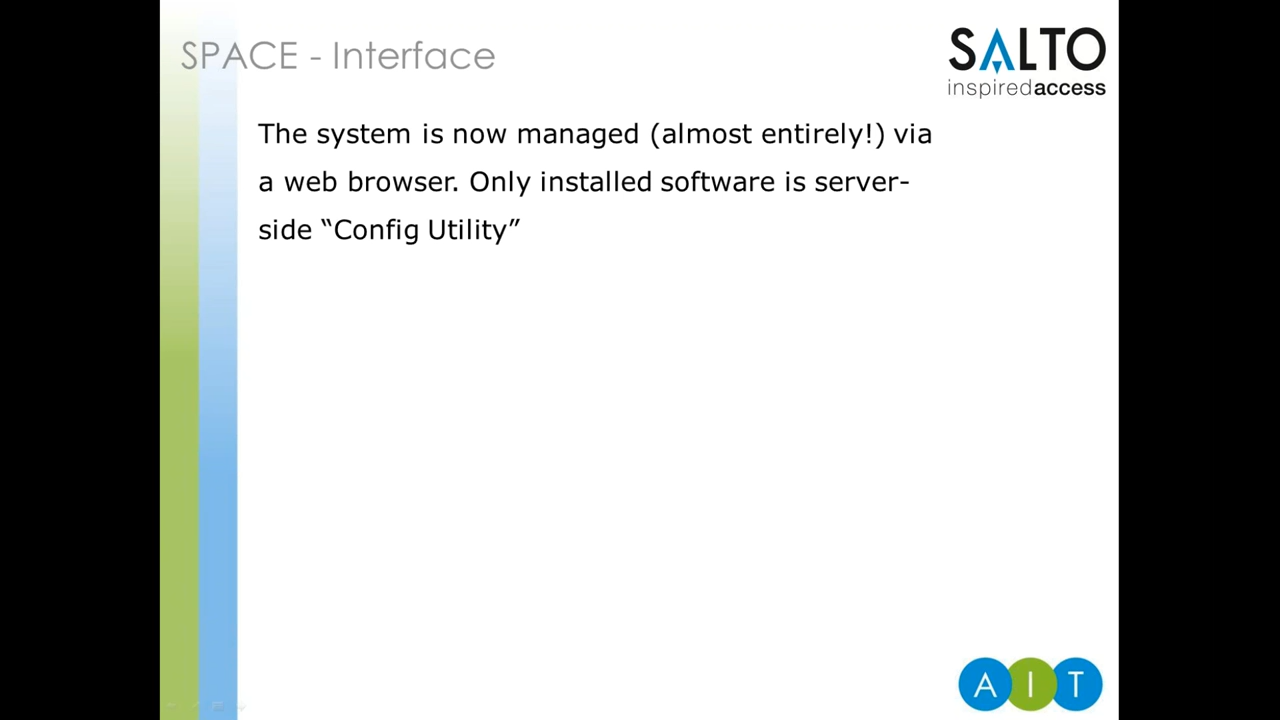 SPACE - Interface
SALTO
inspiredaccess
The system is now managed (almost entirely!) via
a web browser. Only installed software is server-
side “Config Utility”
A I T